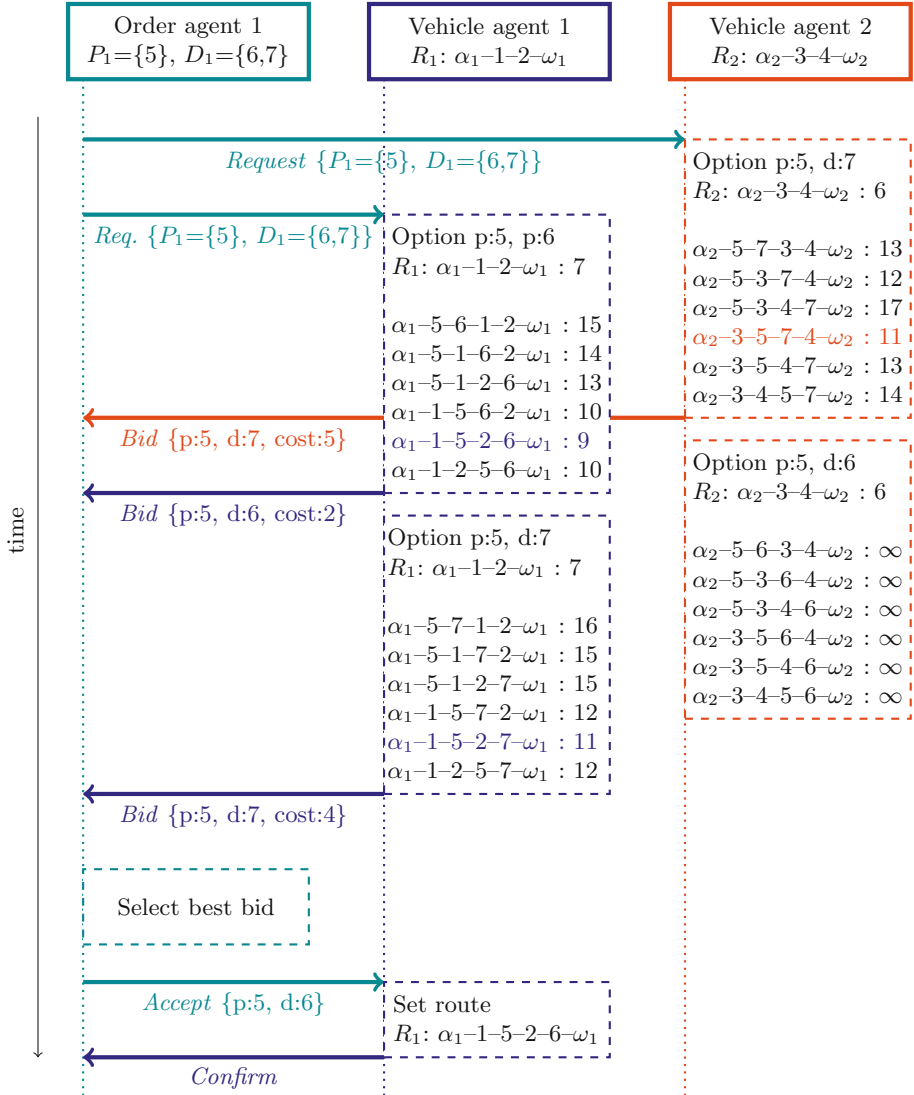 Order agent 1
P₁={5}, D₁={6,7}
Vehicle agent 1
R₁: α₁–1–2–ω₁
Vehicle agent 2
R₂: α₂–3–4–ω₂
time
Request {P₁={5}, D₁={6,7}}
Option p:5, d:7
R₂: α₂–3–4–ω₂ : 6
α₂–5–7–3–4–ω₂ : 13
α₂–5–3–7–4–ω₂ : 12
α₂–5–3–4–7–ω₂ : 17
α₂–3–5–7–4–ω₂ : 11
α₂–3–5–4–7–ω₂ : 13
α₂–3–4–5–7–ω₂ : 14
Req. {P₁={5}, D₁={6,7}}
Option p:5, p:6
R₁: α₁–1–2–ω₁ : 7
α₁–5–6–1–2–ω₁ : 15
α₁–5–1–6–2–ω₁ : 14
α₁–5–1–2–6–ω₁ : 13
α₁–1–5–6–2–ω₁ : 10
α₁–1–5–2–6–ω₁ : 9
α₁–1–2–5–6–ω₁ : 10
Bid {p:5, d:7, cost:5}
Option p:5, d:6
R₂: α₂–3–4–ω₂ : 6
α₂–5–6–3–4–ω₂ : ∞
α₂–5–3–6–4–ω₂ : ∞
α₂–5–3–4–6–ω₂ : ∞
α₂–3–5–6–4–ω₂ : ∞
α₂–3–5–4–6–ω₂ : ∞
α₂–3–4–5–6–ω₂ : ∞
Bid {p:5, d:6, cost:2}
Option p:5, d:7
R₁: α₁–1–2–ω₁ : 7
α₁–5–7–1–2–ω₁ : 16
α₁–5–1–7–2–ω₁ : 15
α₁–5–1–2–7–ω₁ : 15
α₁–1–5–7–2–ω₁ : 12
α₁–1–5–2–7–ω₁ : 11
α₁–1–2–5–7–ω₁ : 12
Bid {p:5, d:7, cost:4}
Select best bid
Accept {p:5, d:6}
Set route
R₁: α₁–1–5–2–6–ω₁
Confirm